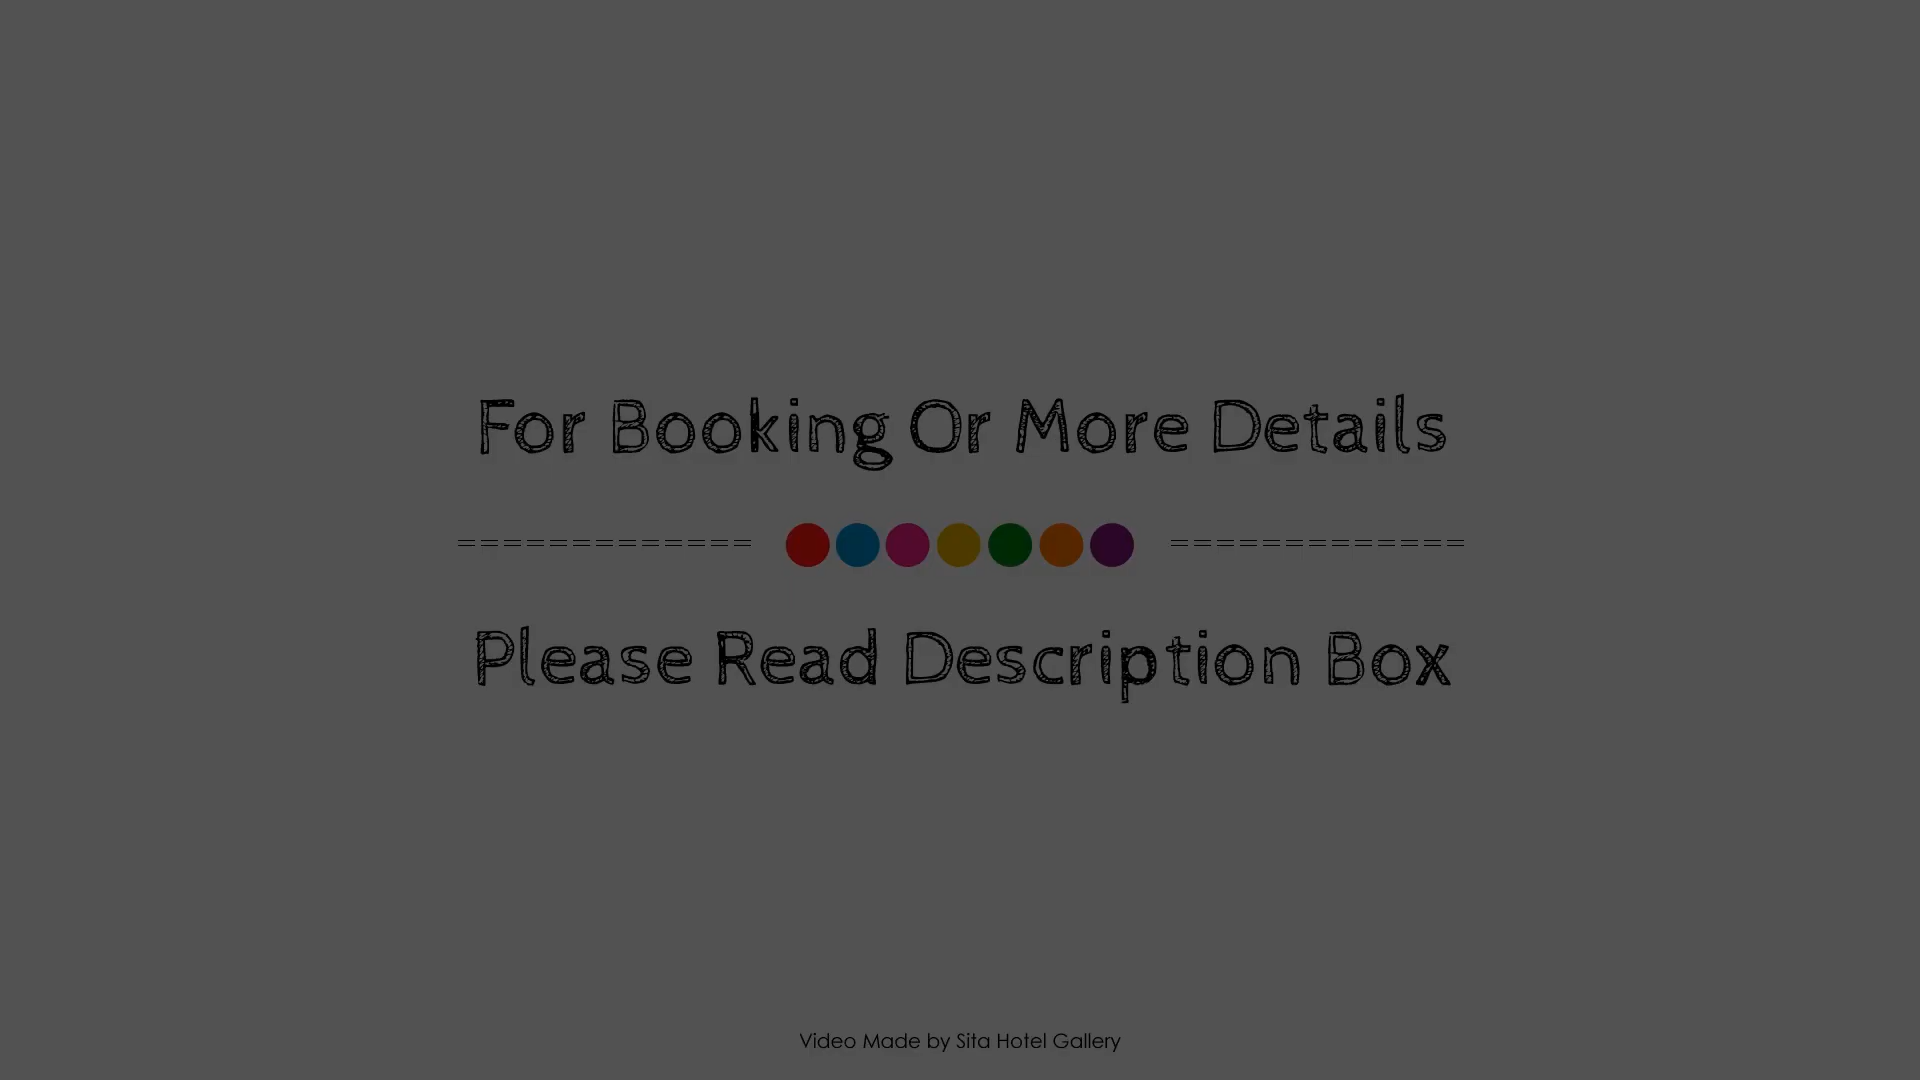 For Booking Or More Details
============= =============
Please Read Description Box
Video Made by Sita Hotel Gallery